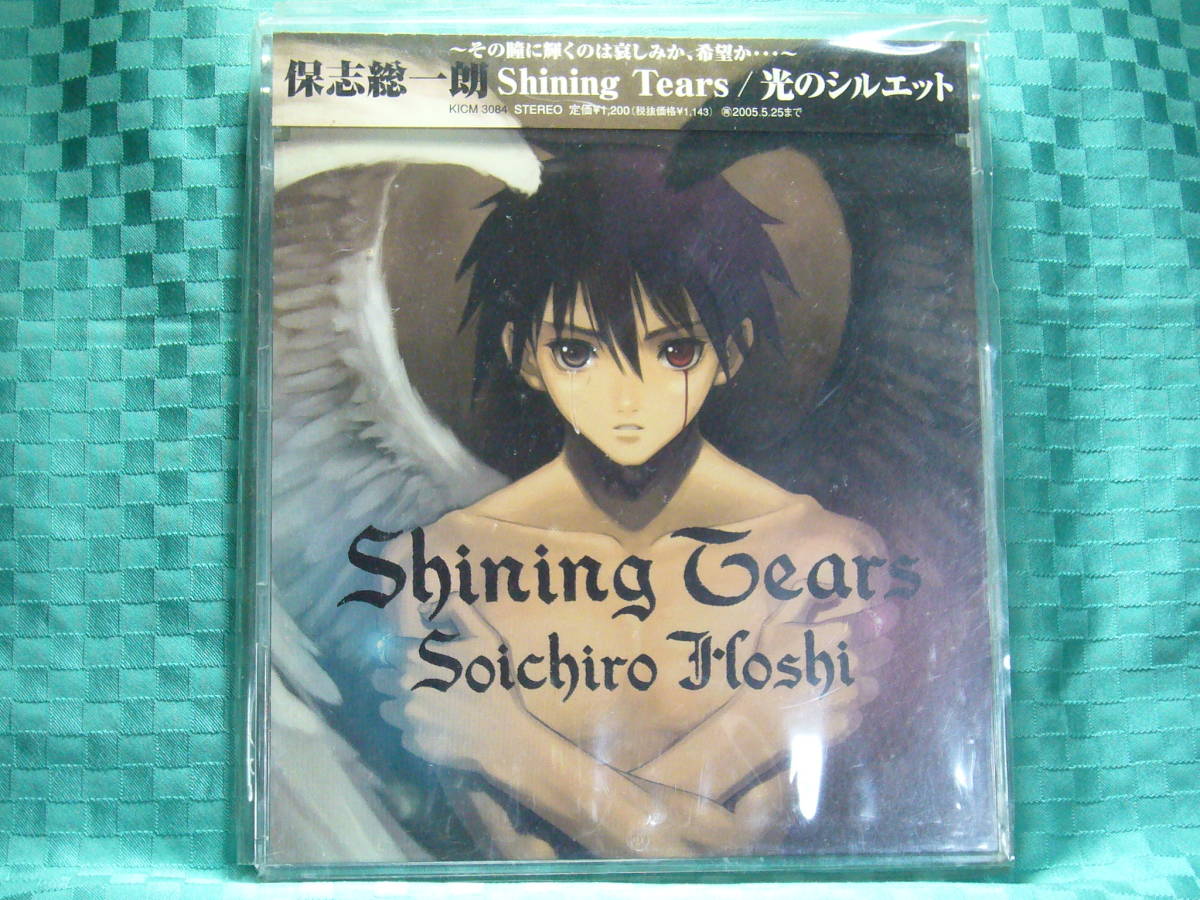 〜その瞳に輝くのは哀しみか、希望か・・・〜
保志総一朗 Shining Tears / 光のシルエット
KICM 3084 STEREO 定価¥1,200(税抜価格¥1,143) ㊢2005.5.25まで
Shining Tears
Soichiro Hoshi